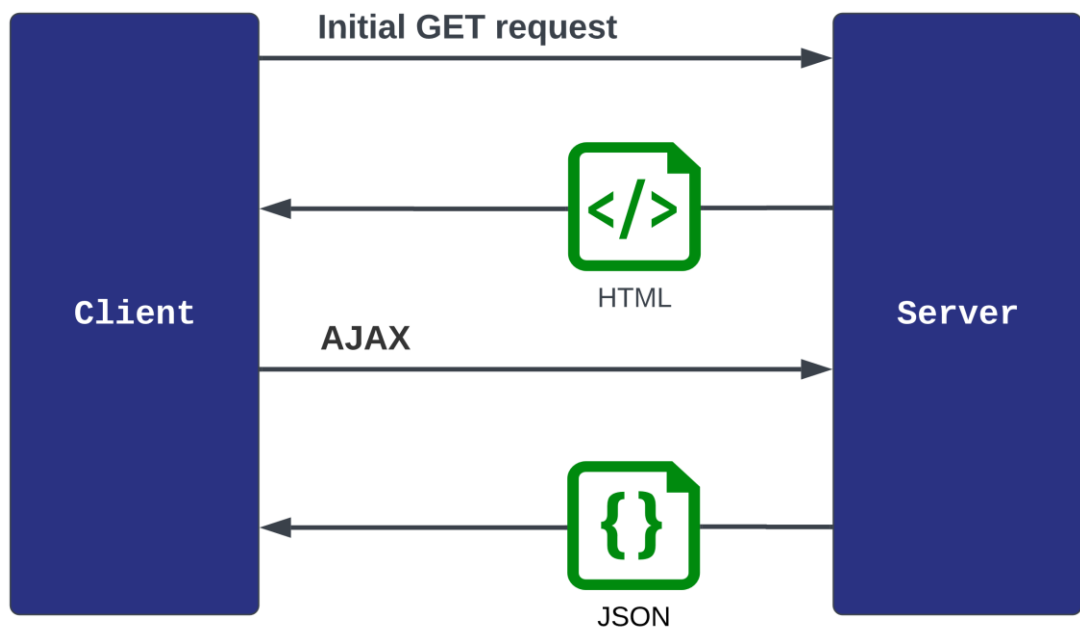 Initial GET request
</>
HTML
Client
Server
AJAX
{}
JSON